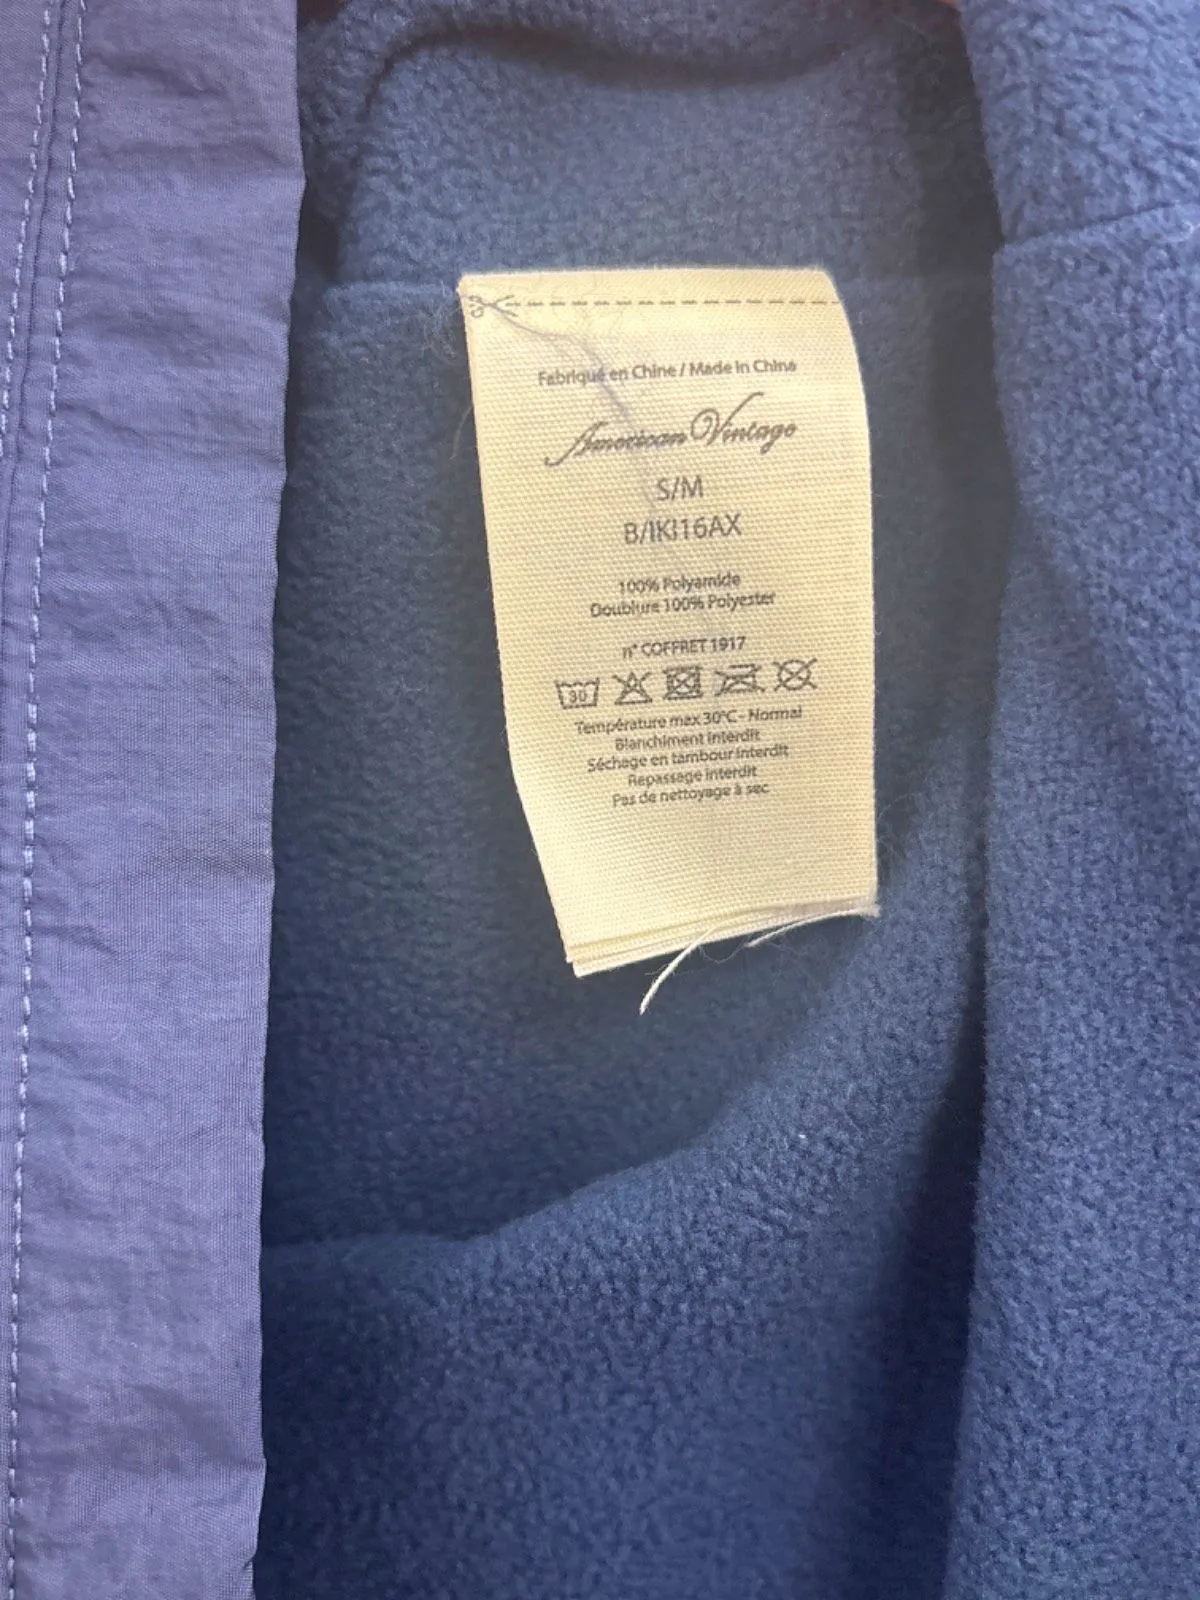 Fabriqué en Chine / Made in China
American Vintage
S/M
B/IKI16AX
100% Polyamide
Doublure 100% Polyester
n° COFFRET 1917
30
Température max 30°C - Normal
Blanchiment interdit
Séchage en tambour interdit
Repassage interdit
Pas de nettoyage à sec